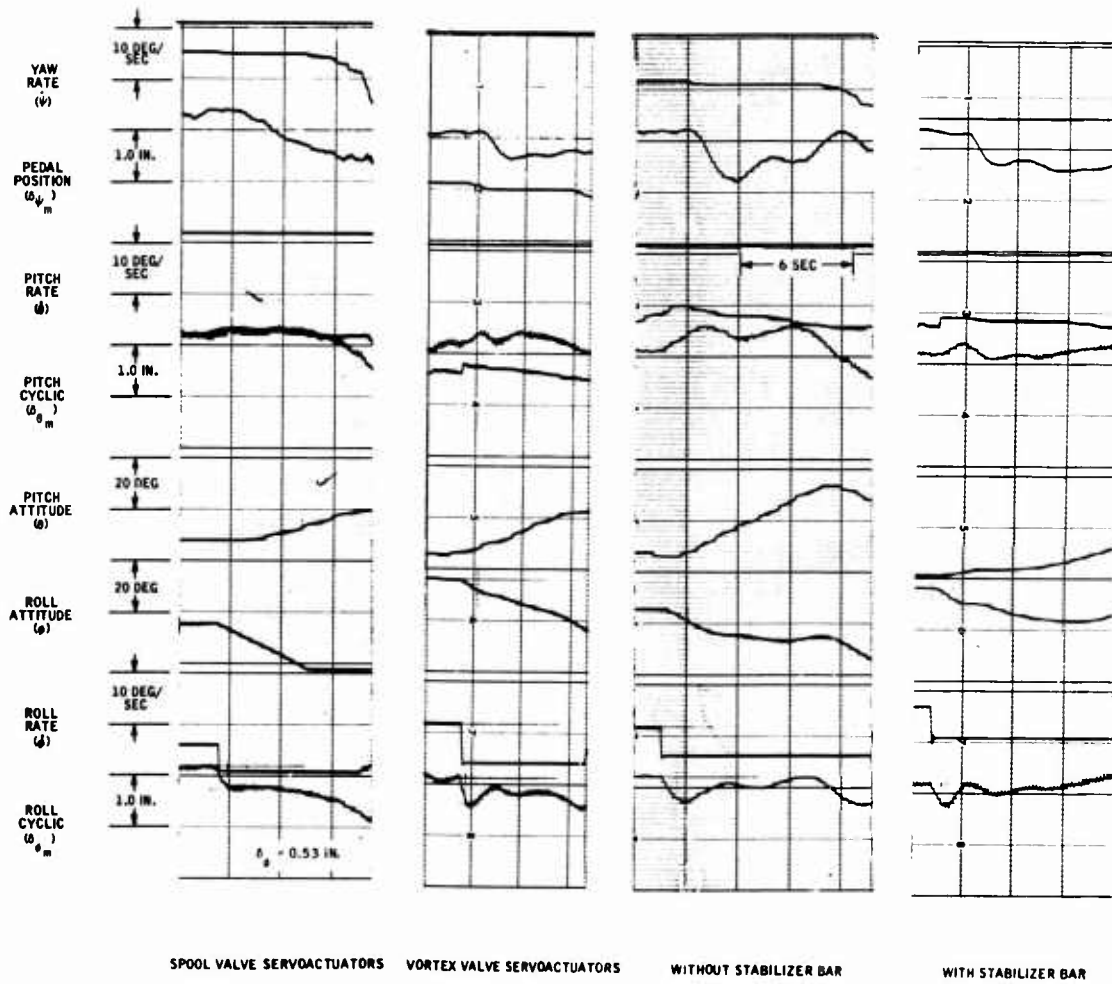 YAW
RATE
(ψ̇)
10 DEG/
SEC
PEDAL
POSITION
(δψm)
1.0 IN.
PITCH
RATE
(θ̇)
10 DEG/
SEC
6 SEC
PITCH
CYCLIC
(δθm)
1.0 IN.
PITCH
ATTITUDE
(θ)
20 DEG
ROLL
ATTITUDE
(ø)
20 DEG
ROLL
RATE
(ø̇)
10 DEG/
SEC
ROLL
CYCLIC
(δøm)
1.0 IN.
δø = 0.53 IN.
SPOOL VALVE SERVOACTUATORS
VORTEX VALVE SERVOACTUATORS
WITHOUT STABILIZER BAR
WITH STABILIZER BAR